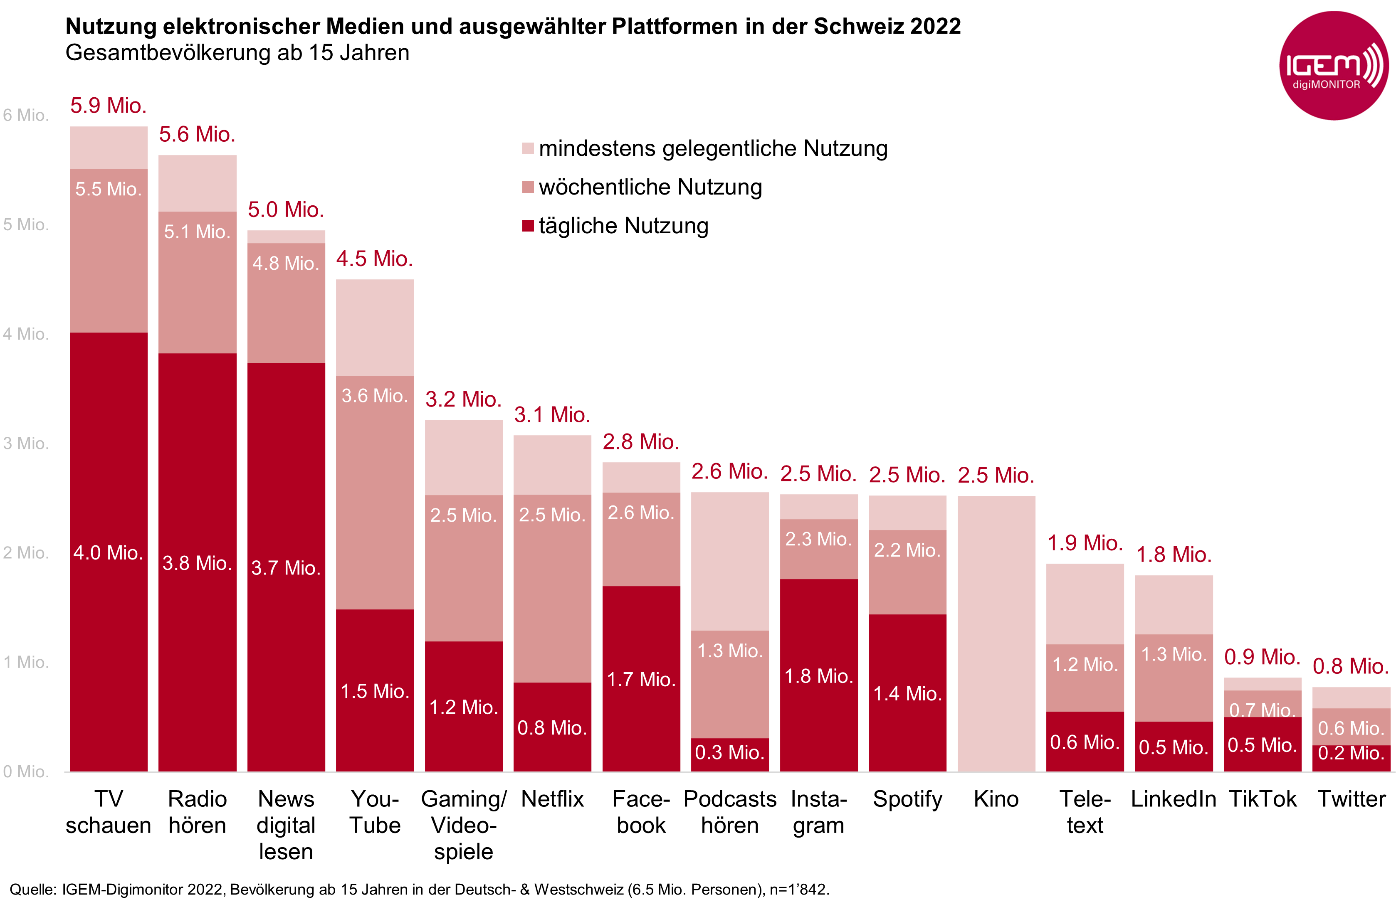 Nutzung elektronischer Medien und ausgewählter Plattformen in der Schweiz 2022
Gesamtbevölkerung ab 15 Jahren
IGEM
digiMONITOR
mindestens gelegentliche Nutzung
wöchentliche Nutzung
tägliche Nutzung
6 Mio.
5 Mio.
4 Mio.
3 Mio.
2 Mio.
1 Mio.
0 Mio.
5.9 Mio.
5.5 Mio.
4.0 Mio.
TV
schauen
5.6 Mio.
5.1 Mio.
3.8 Mio.
Radio
hören
5.0 Mio.
4.8 Mio.
3.7 Mio.
News
digital
lesen
4.5 Mio.
3.6 Mio.
1.5 Mio.
You-
Tube
3.2 Mio.
2.5 Mio.
1.2 Mio.
Gaming/
Video-
spiele
3.1 Mio.
2.5 Mio.
0.8 Mio.
Netflix
2.8 Mio.
2.6 Mio.
1.7 Mio.
Face-
book
2.6 Mio.
1.3 Mio.
0.3 Mio.
Podcasts
hören
2.5 Mio.
2.3 Mio.
1.8 Mio.
Insta-
gram
2.5 Mio.
2.2 Mio.
1.4 Mio.
Spotify
2.5 Mio.
Kino
1.9 Mio.
1.2 Mio.
0.6 Mio.
Tele-
text
1.8 Mio.
1.3 Mio.
0.5 Mio.
LinkedIn
0.9 Mio.
0.7 Mio.
0.5 Mio.
TikTok
0.8 Mio.
0.6 Mio.
0.2 Mio.
Twitter
Quelle: IGEM-Digimonitor 2022, Bevölkerung ab 15 Jahren in der Deutsch- & Westschweiz (6.5 Mio. Personen), n=1'842.